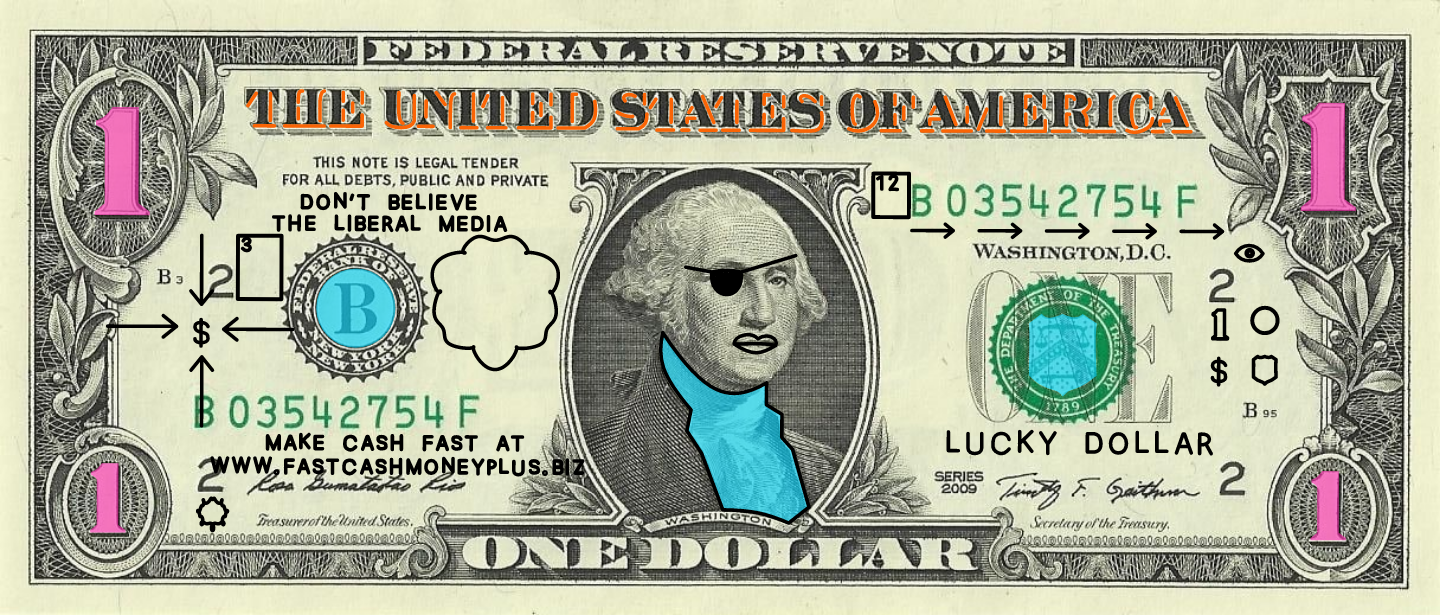 FEDERAL RESERVE NOTE
THE UNITED STATES OF AMERICA
1
1
THIS NOTE IS LEGAL TENDER
FOR ALL DEBTS, PUBLIC AND PRIVATE
DON'T BELIEVE
THE LIBERAL MEDIA
12
B 03542754 F
WASHINGTON, D.C.
B 3
2
3
FEDERAL RESERVE BANK OF
NEW YORK
B
$
ONE
THE DEPARTMENT OF THE TREASURY
1789
2
1
$
B 95
B 03542754 F
MAKE CASH FAST AT
WWW.FASTCASHMONEYPLUS.BIZ
LUCKY DOLLAR
2
Rosa Gumataotao Rios
Treasurer of the United States.
SERIES
2009
Timothy F. Geithner
2
Secretary of the Treasury.
WASHINGTON
1
ONE DOLLAR
1